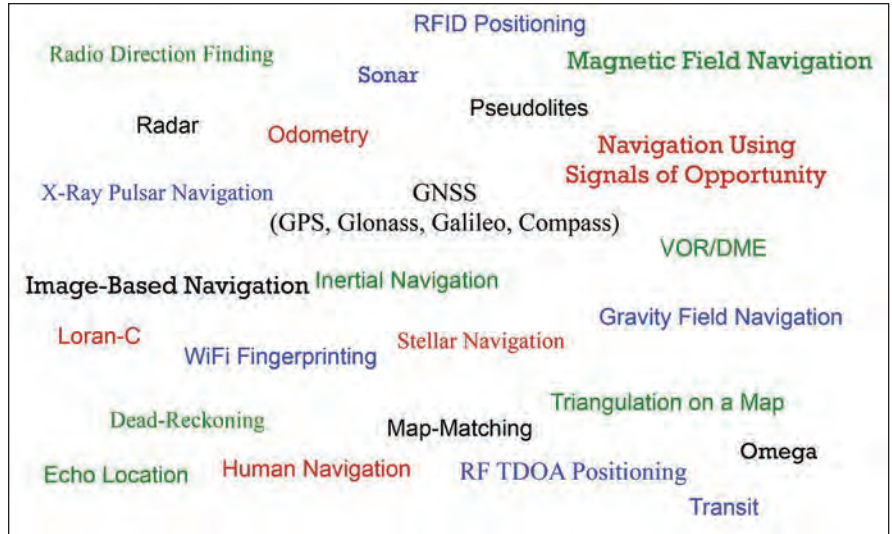 RFID Positioning
Radio Direction Finding
Sonar
Magnetic Field Navigation
Pseudolites
Radar
Odometry
Navigation Using
Signals of Opportunity
X-Ray Pulsar Navigation
GNSS
(GPS, Glonass, Galileo, Compass)
VOR/DME
Image-Based Navigation
Inertial Navigation
Gravity Field Navigation
Loran-C
WiFi Fingerprinting
Stellar Navigation
Triangulation on a Map
Dead-Reckoning
Map-Matching
Omega
Echo Location
Human Navigation
RF TDOA Positioning
Transit